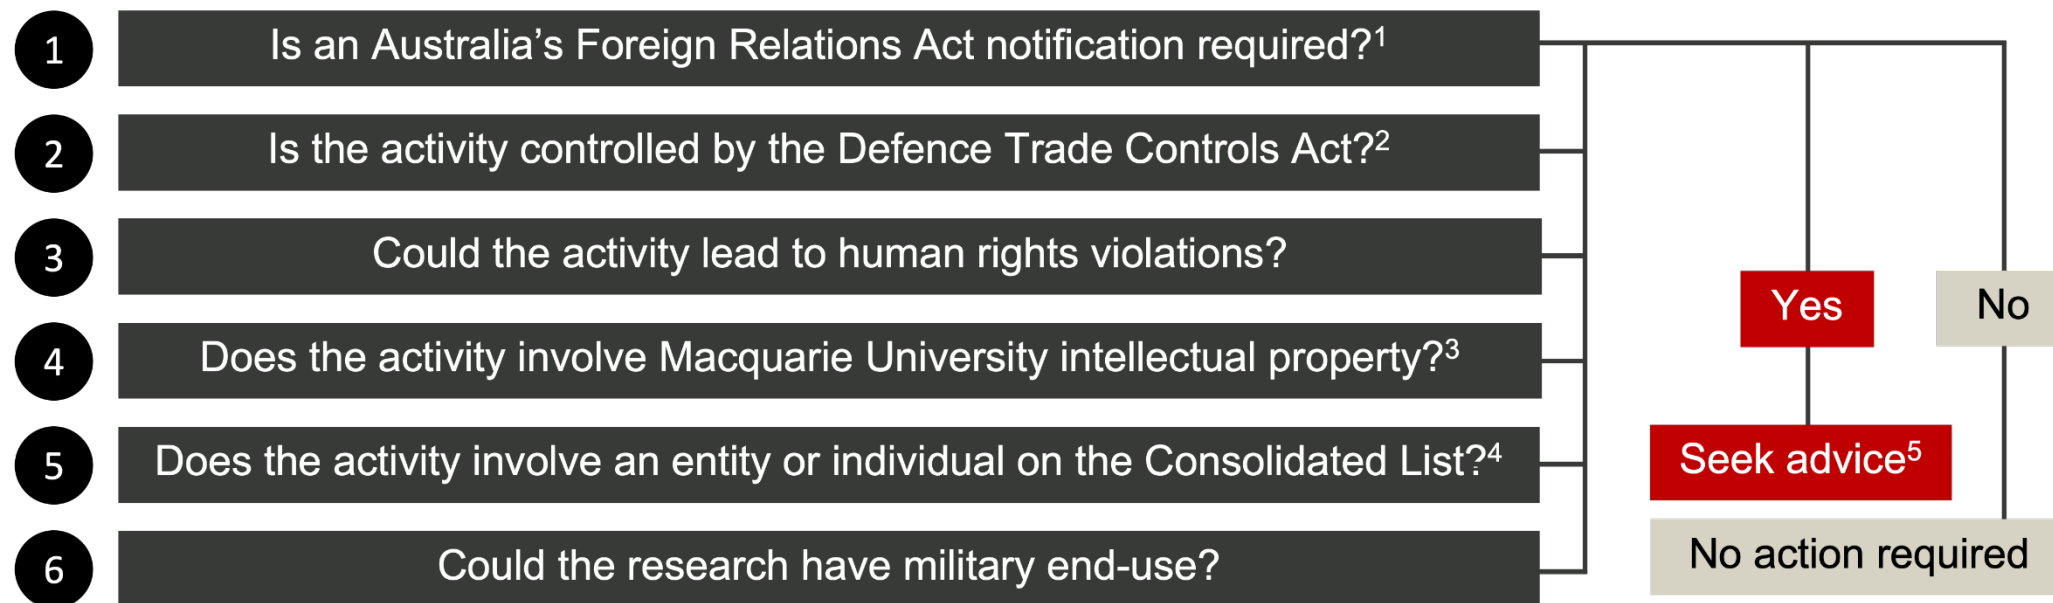 1 Is an Australia’s Foreign Relations Act notification required?¹
2 Is the activity controlled by the Defence Trade Controls Act?²
3 Could the activity lead to human rights violations?
Yes No
4 Does the activity involve Macquarie University intellectual property?³
5 Does the activity involve an entity or individual on the Consolidated List?⁴
Seek advice⁵
6 Could the research have military end-use?
No action required